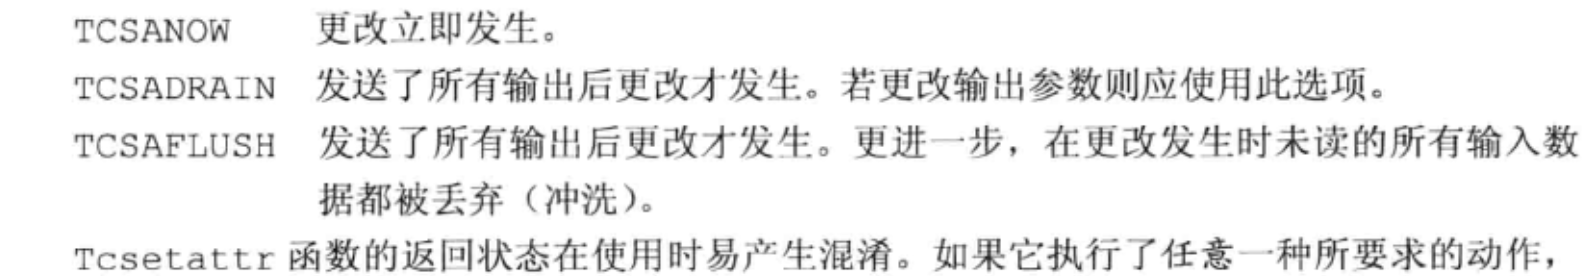 TCSANOW 更改立即发生。
TCSADRAIN 发送了所有输出后更改才发生。若更改输出参数则应使用此选项。
TCSAFLUSH 发送了所有输出后更改才发生。更进一步，在更改发生时未读的所有输入数
据都被丢弃（冲洗）。
Tcsetattr 函数的返回状态在使用时易产生混淆。如果它执行了任意一种所要求的动作，